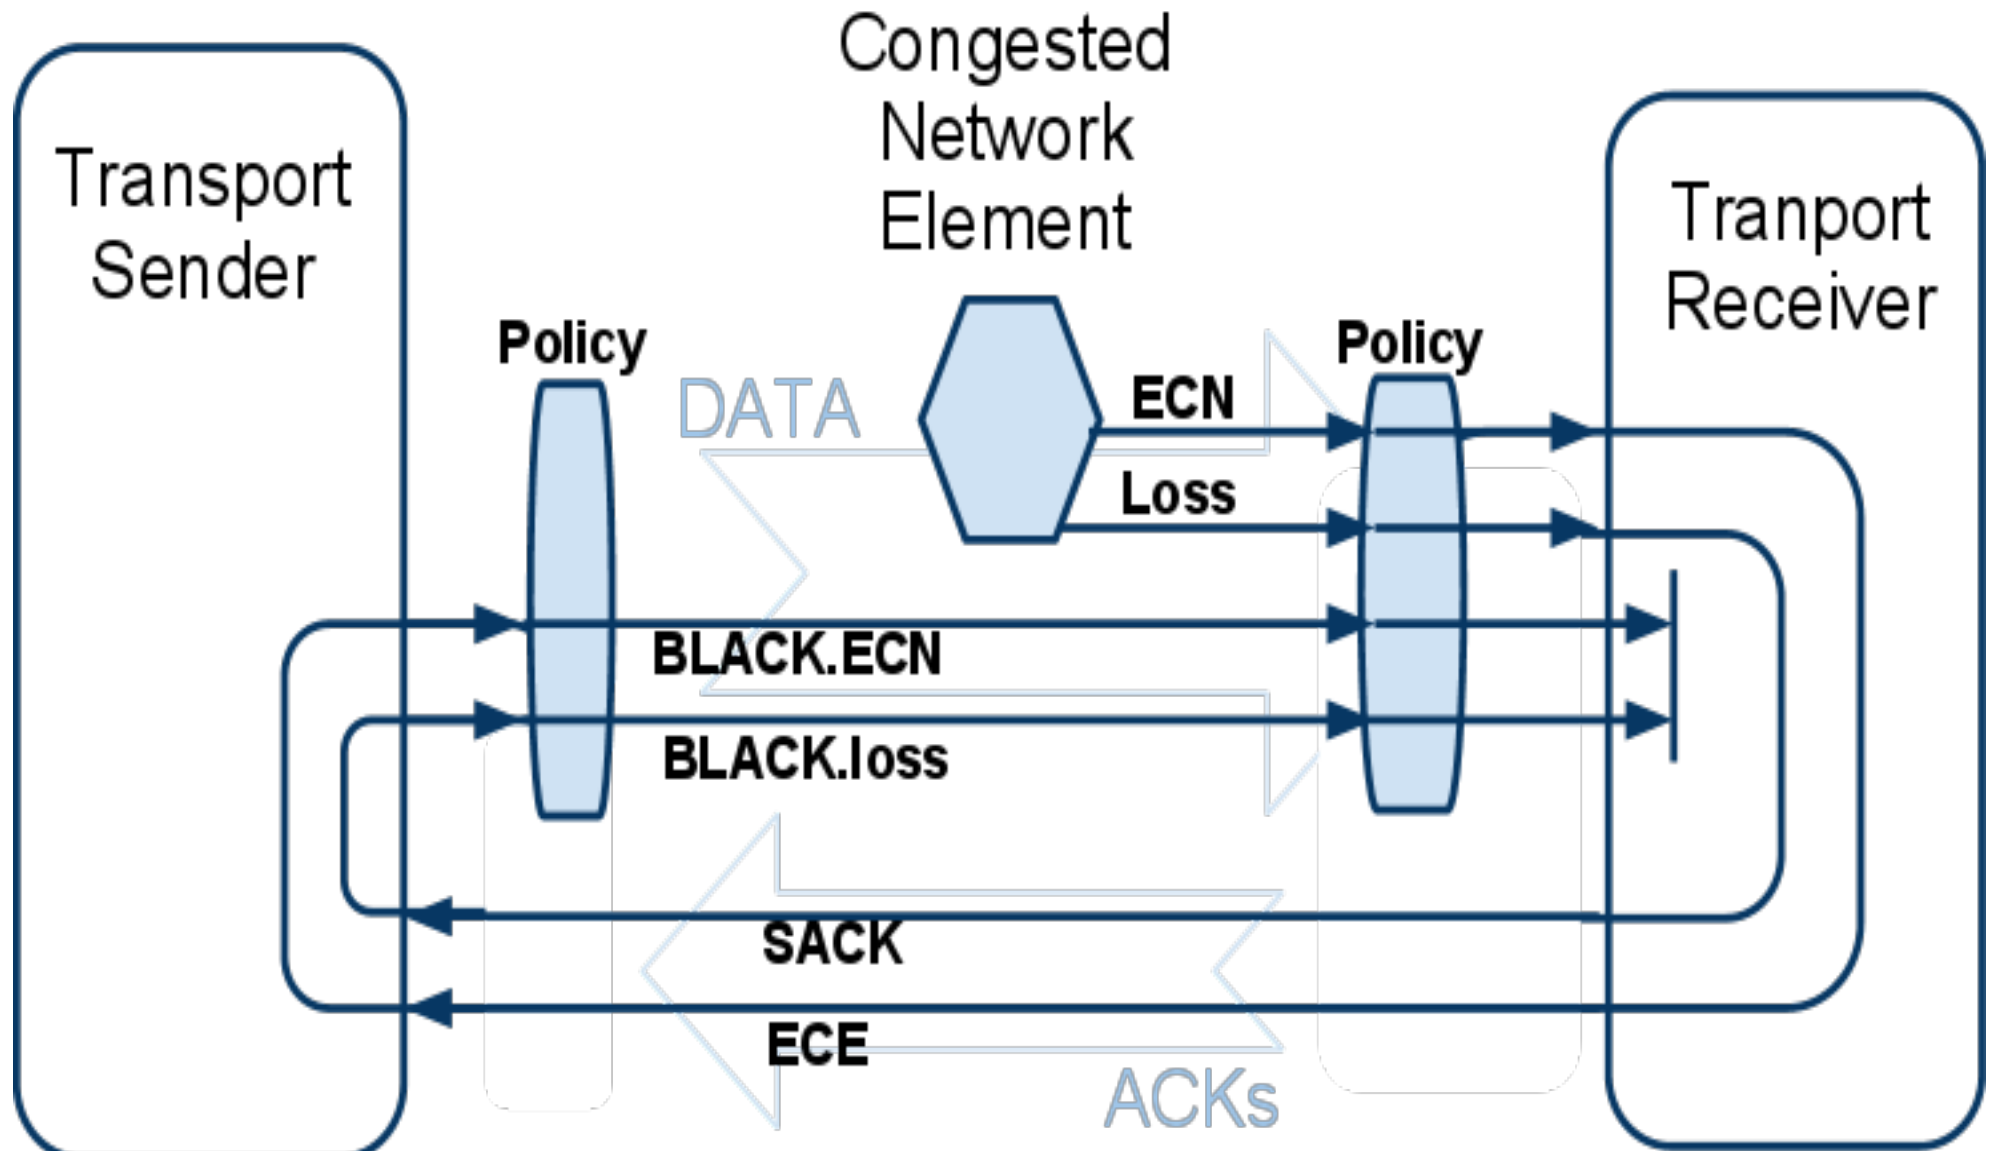 Congested
Network
Element
Transport
Sender
Tranport
Receiver
Policy
Policy
DATA
ECN
Loss
BLACK.ECN
BLACK.loss
SACK
ECE
ACKs